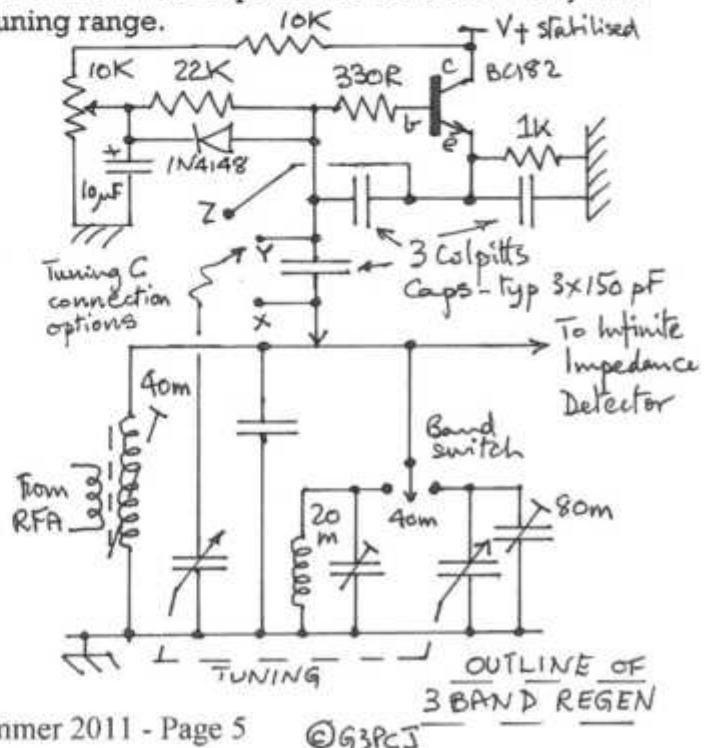 uning range.
10K
V+ stabilised
10K
22K
330R
c
BC182
b
e
1K
+
10µF
1N4148
Z
Y
X
Tuning C
connection
options
3 Colpitts
Caps - typ 3x150 pF
To Infinite
Impedance
Detector
40m
From
RFA
Band
switch
20
m
40m
80m
TUNING
OUTLINE OF
3 BAND REGEN
mmer 2011 - Page 5
©G3PCJ